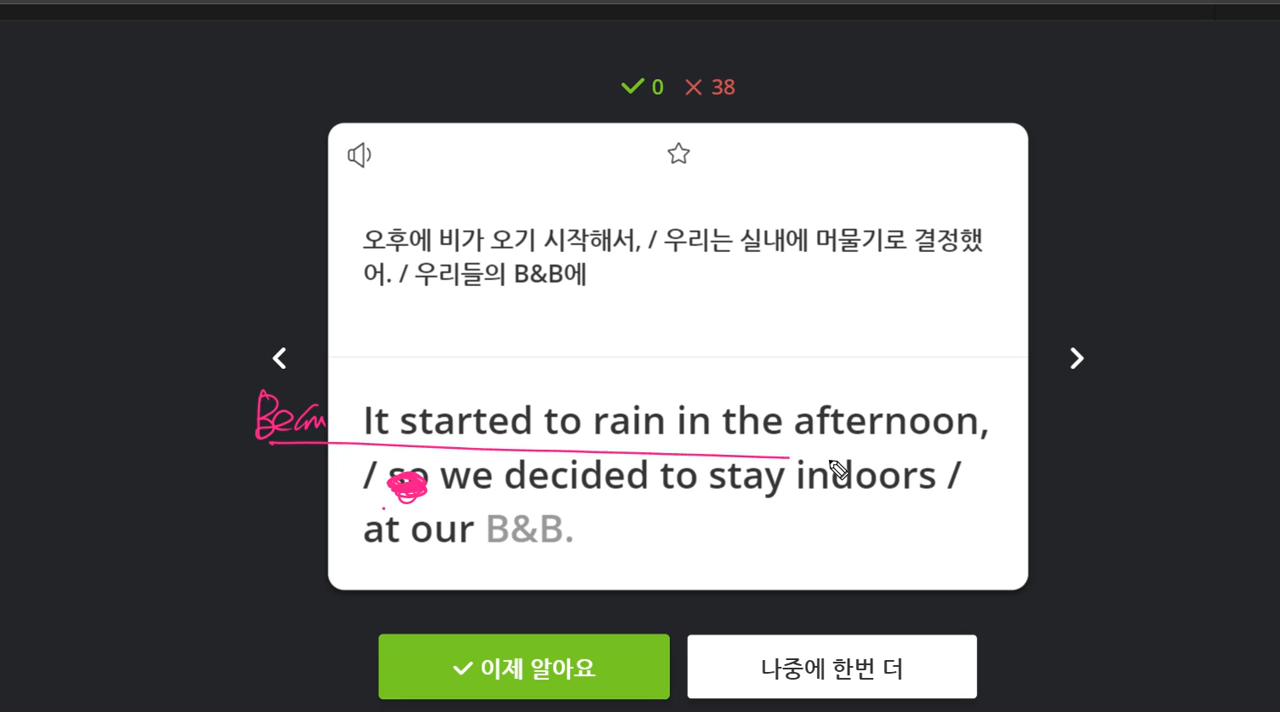 0 38
오후에 비가 오기 시작해서, / 우리는 실내에 머물기로 결정했
어. / 우리들의 B&B에
It started to rain in the afternoon,
/ so we decided to stay indoors /
at our B&B.
이제 알아요 나중에 한번 더